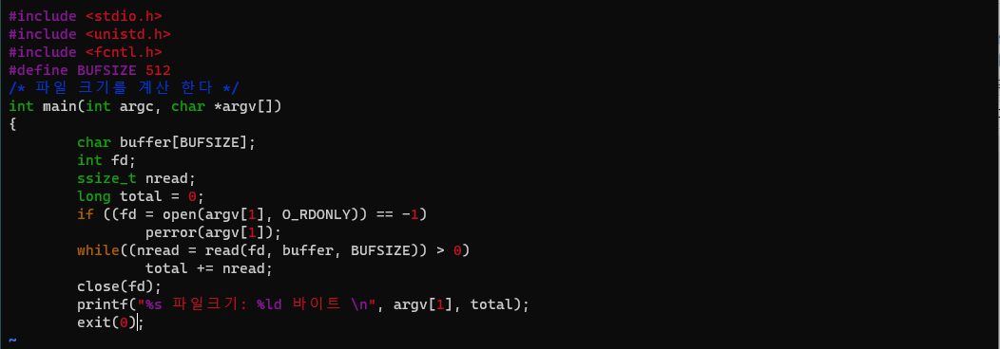 #include <stdio.h>
#include <unistd.h>
#include <fcntl.h>
#define BUFSIZE 512
/* 파일 크기를 계산 한다 */
int main(int argc, char *argv[])
{
        char buffer[BUFSIZE];
        int fd;
        ssize_t nread;
        long total = 0;
        if ((fd = open(argv[1], O_RDONLY)) == -1)
                perror(argv[1]);
        while((nread = read(fd, buffer, BUFSIZE)) > 0)
                total += nread;
        close(fd);
        printf("%s 파일크기: %ld 바이트 \n", argv[1], total);
        exit(0);
~